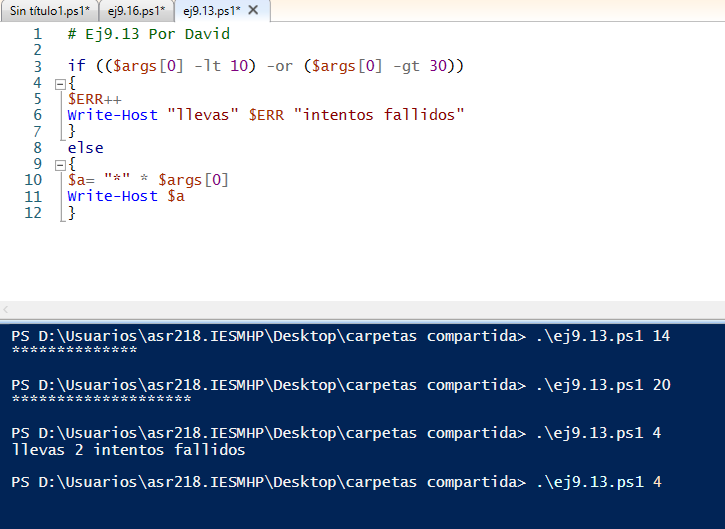 Sin título1.ps1* ej9.16.ps1* ej9.13.ps1* X
1 # Ej9.13 Por David
2
3 if (($args[0] -lt 10) -or ($args[0] -gt 30))
4 {
5 $ERR++
6 Write-Host "llevas" $ERR "intentos fallidos"
7 }
8 else
9 {
10 $a= "*" * $args[0]
11 Write-Host $a
12 }
PS D:\Usuarios\asr218.IESMHP\Desktop\carpetas compartida> .\ej9.13.ps1 14
**************
PS D:\Usuarios\asr218.IESMHP\Desktop\carpetas compartida> .\ej9.13.ps1 20
********************
PS D:\Usuarios\asr218.IESMHP\Desktop\carpetas compartida> .\ej9.13.ps1 4
llevas 2 intentos fallidos
PS D:\Usuarios\asr218.IESMHP\Desktop\carpetas compartida> .\ej9.13.ps1 4